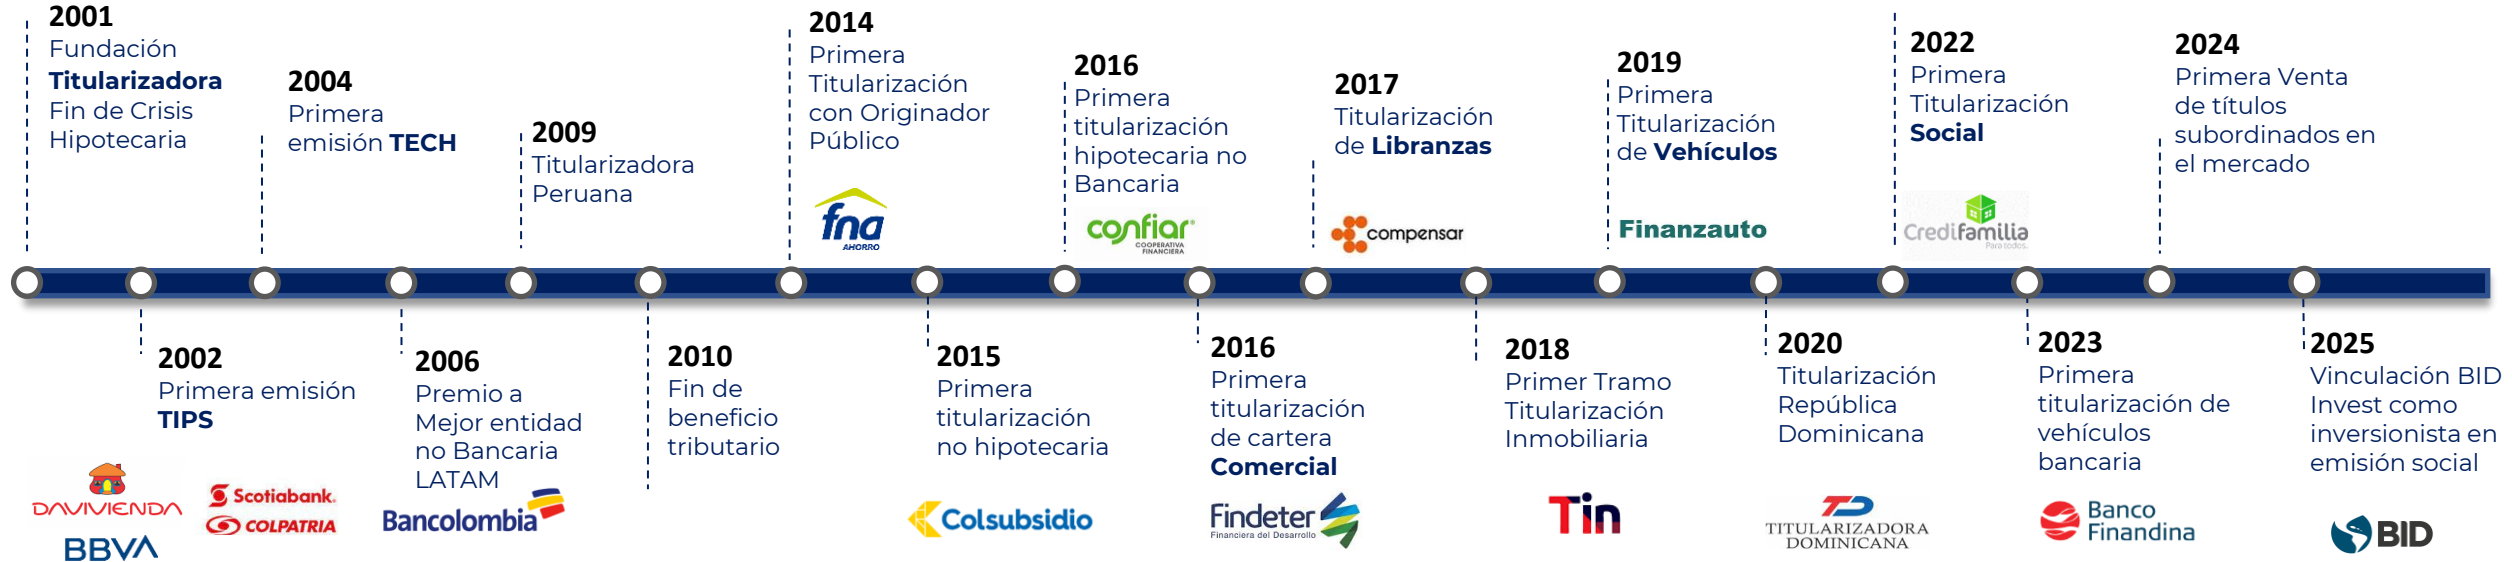 2001
Fundación
Titularizadora
Fin de Crisis
Hipotecaria
2004
Primera
emisión TECH
2009
Titularizadora
Peruana
2014
Primera
Titularización
con Originador
Público
fna
AHORRO
2016
Primera
titularización
hipotecaria no
Bancaria
confiar®
COOPERATIVA
FINANCIERA
2017
Titularización
de Libranzas
compensar
2019
Primera
Titularización
de Vehículos
Finanzauto
2022
Primera
Titularización
Social
Credifamilia
Para todos.
2024
Primera Venta
de títulos
subordinados en
el mercado
2002
Primera emisión
TIPS
DAVIVIENDA
Scotiabank.
COLPATRIA
BBVA
2006
Premio a
Mejor entidad
no Bancaria
LATAM
Bancolombia
2010
Fin de
beneficio
tributario
2015
Primera
titularización
no hipotecaria
Colsubsidio
2016
Primera
titularización
de cartera
Comercial
Findeter
Financiera del Desarrollo
2018
Primer Tramo
Titularización
Inmobiliaria
Tin
2020
Titularización
República
Dominicana
TITULARIZADORA
DOMINICANA
2023
Primera
titularización de
vehículos
bancaria
Banco
Finandina
2025
Vinculación BID
Invest como
inversionista en
emisión social
BID